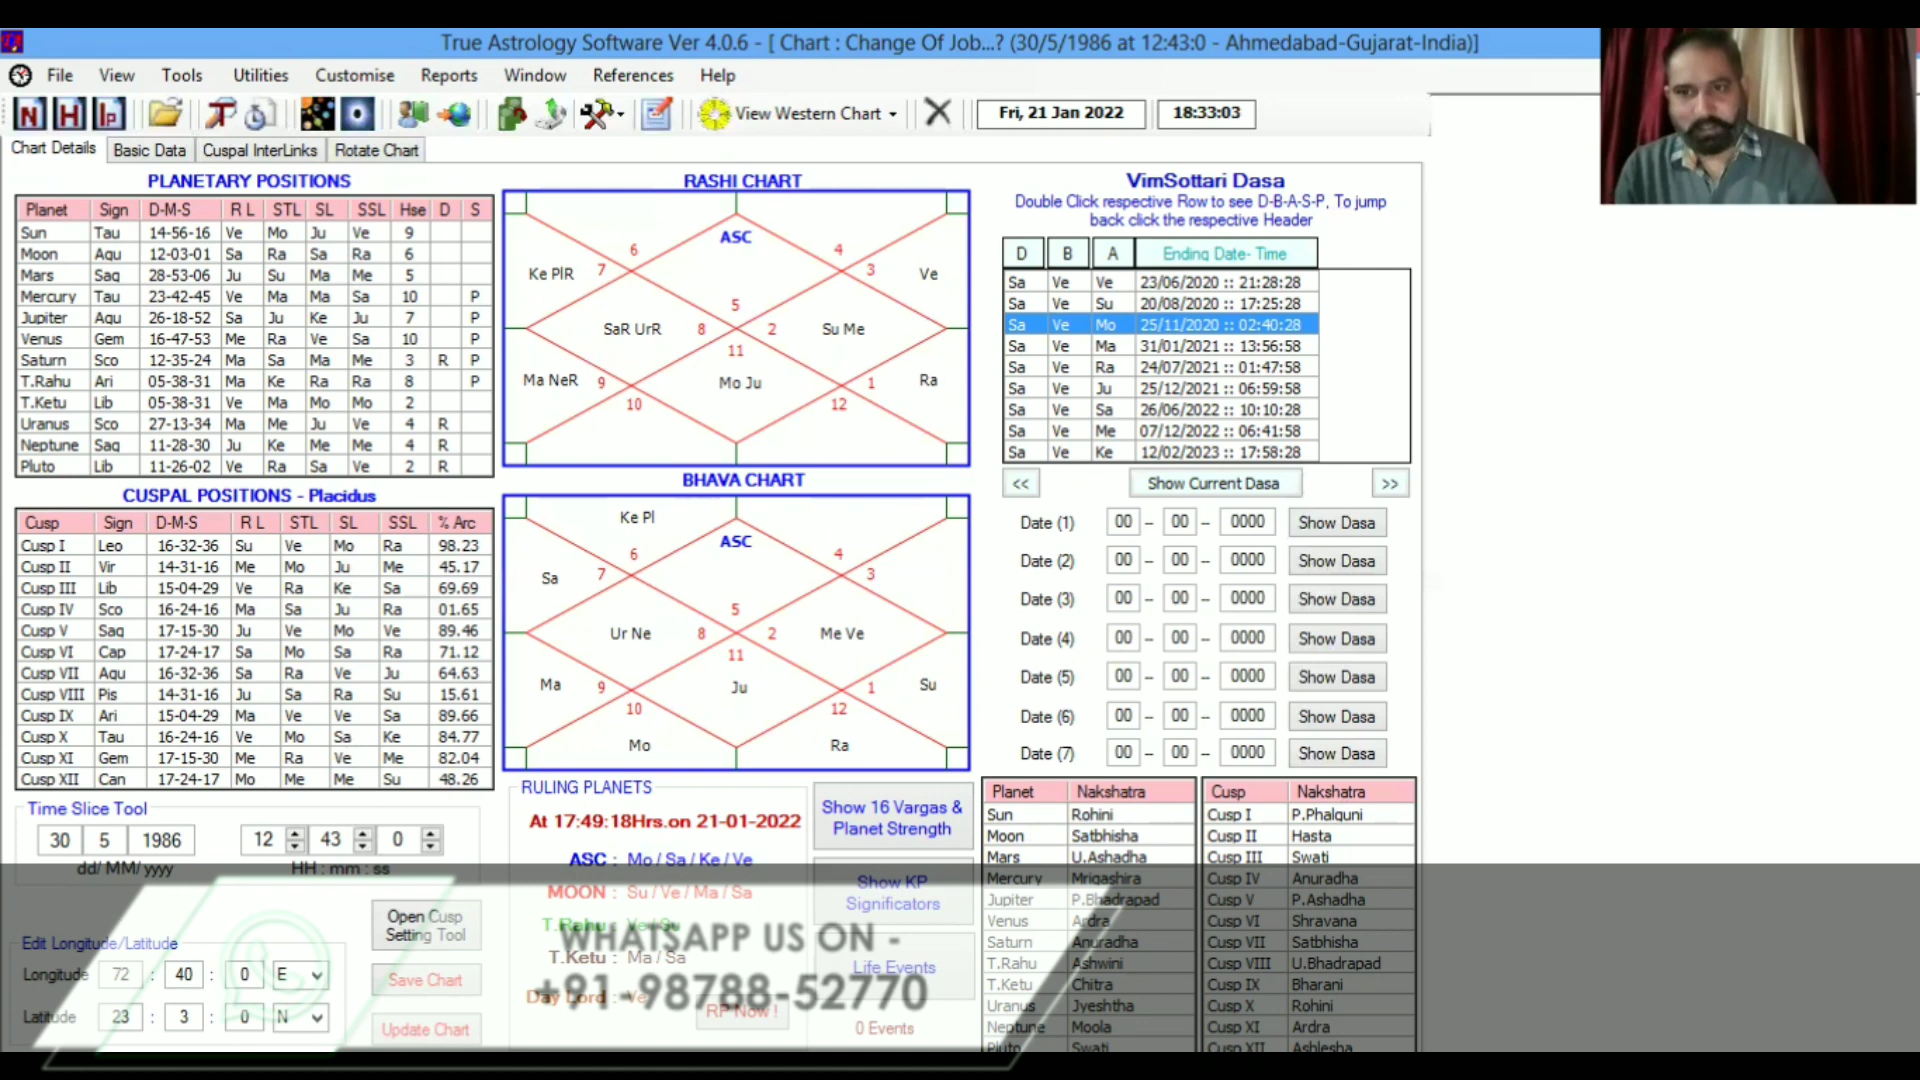 True Astrology Software Ver 4.0.6 - [ Chart : Change Of Job...? (30/5/1986 at 12:43:0 - Ahmedabad-Gujarat-India)]
File View Tools Utilities Customise Reports Window References Help
N H Ip View Western Chart Fri, 21 Jan 2022 18:33:03
Chart Details Basic Data Cuspal InterLinks Rotate Chart
PLANETARY POSITIONS
Planet Sign D-M-S R L STL SL SSL Hse D S
Sun Tau 14-56-16 Ve Mo Ju Ve 9
Moon Aqu 12-03-01 Sa Ra Sa Ra 6
Mars Sag 28-53-06 Ju Su Ma Me 5
Mercury Tau 23-42-45 Ve Ma Ma Sa 10 P
Jupiter Aqu 26-18-52 Sa Ju Ke Ju 7 P
Venus Gem 16-47-53 Me Ra Ve Sa 10 P
Saturn Sco 12-35-24 Ma Sa Ma Me 3 R P
T.Rahu Ari 05-38-31 Ma Ke Ra Ra 8 P
T.Ketu Lib 05-38-31 Ve Ma Mo Mo 2
Uranus Sco 27-13-34 Ma Me Ju Ve 4 R
Neptune Sag 11-28-30 Ju Ke Me Me 4 R
Pluto Lib 11-26-02 Ve Ra Sa Ve 2 R
CUSPAL POSITIONS - Placidus
Cusp Sign D-M-S R L STL SL SSL % Arc
Cusp I Leo 16-32-36 Su Ve Mo Ra 98.23
Cusp II Vir 14-31-16 Me Mo Ju Me 45.17
Cusp III Lib 15-04-29 Ve Ra Ke Sa 69.69
Cusp IV Sco 16-24-16 Ma Sa Ju Ra 01.65
Cusp V Sag 17-15-30 Ju Ve Mo Ve 89.46
Cusp VI Cap 17-24-17 Sa Mo Sa Ra 71.12
Cusp VII Aqu 16-32-36 Sa Ra Ve Ju 64.63
Cusp VIII Pis 14-31-16 Ju Sa Ra Su 15.61
Cusp IX Ari 15-04-29 Ma Ve Ve Sa 89.66
Cusp X Tau 16-24-16 Ve Mo Sa Ke 84.77
Cusp XI Gem 17-15-30 Me Ra Ve Me 82.04
Cusp XII Can 17-24-17 Mo Me Me Su 48.26
Time Slice Tool
30 5 1986 12 43 0
dd/ MM/ yyyy HH : mm : ss
Edit Longitude/Latitude
Longitude 72 : 40 : 0 E
Latitude 23 : 3 : 0 N
Open Cusp Setting Tool
Save Chart
Update Chart
RASHI CHART
ASC
6 4
Ke PlR 7 3 Ve
5
SaR UrR 8 2 Su Me
11
Ma NeR 9 Mo Ju 1 Ra
10 12
BHAVA CHART
Ke Pl
ASC
6 4
Sa 7 3
5
Ur Ne 8 2 Me Ve
11
Ma 9 Ju 1 Su
10 12
Mo Ra
RULING PLANETS
At 17:49:18Hrs.on 21-01-2022
ASC : Mo / Sa / Ke / Ve
MOON : Su / Ve / Ma / Sa
T.Rahu : Ve / Su
T.Ketu : Ma / Sa
Day Lord : Ve
RP Now !
Show 16 Vargas & Planet Strength
Show KP Significators
Life Events
0 Events
WHATSAPP US ON -
+91-98788-52770
VimSottari Dasa
Double Click respective Row to see D-B-A-S-P, To jump
back click the respective Header
D B A Ending Date- Time
Sa Ve Ve 23/06/2020 :: 21:28:28
Sa Ve Su 20/08/2020 :: 17:25:28
Sa Ve Mo 25/11/2020 :: 02:40:28
Sa Ve Ma 31/01/2021 :: 13:56:58
Sa Ve Ra 24/07/2021 :: 01:47:58
Sa Ve Ju 25/12/2021 :: 06:59:58
Sa Ve Sa 26/06/2022 :: 10:10:28
Sa Ve Me 07/12/2022 :: 06:41:58
Sa Ve Ke 12/02/2023 :: 17:58:28
<< Show Current Dasa >>
Date (1) 00 - 00 - 0000 Show Dasa
Date (2) 00 - 00 - 0000 Show Dasa
Date (3) 00 - 00 - 0000 Show Dasa
Date (4) 00 - 00 - 0000 Show Dasa
Date (5) 00 - 00 - 0000 Show Dasa
Date (6) 00 - 00 - 0000 Show Dasa
Date (7) 00 - 00 - 0000 Show Dasa
Planet Nakshatra Cusp Nakshatra
Sun Rohini Cusp I P.Phalguni
Moon Satbhisha Cusp II Hasta
Mars U.Ashadha Cusp III Swati
Mercury Mrigashira Cusp IV Anuradha
Jupiter P.Bhadrapad Cusp V P.Ashadha
Venus Ardra Cusp VI Shravana
Saturn Anuradha Cusp VII Satbhisha
T.Rahu Ashwini Cusp VIII U.Bhadrapad
T.Ketu Chitra Cusp IX Bharani
Uranus Jyeshtha Cusp X Rohini
Neptune Moola Cusp XI Ardra
Pluto Swati Cusp XII Ashlesha